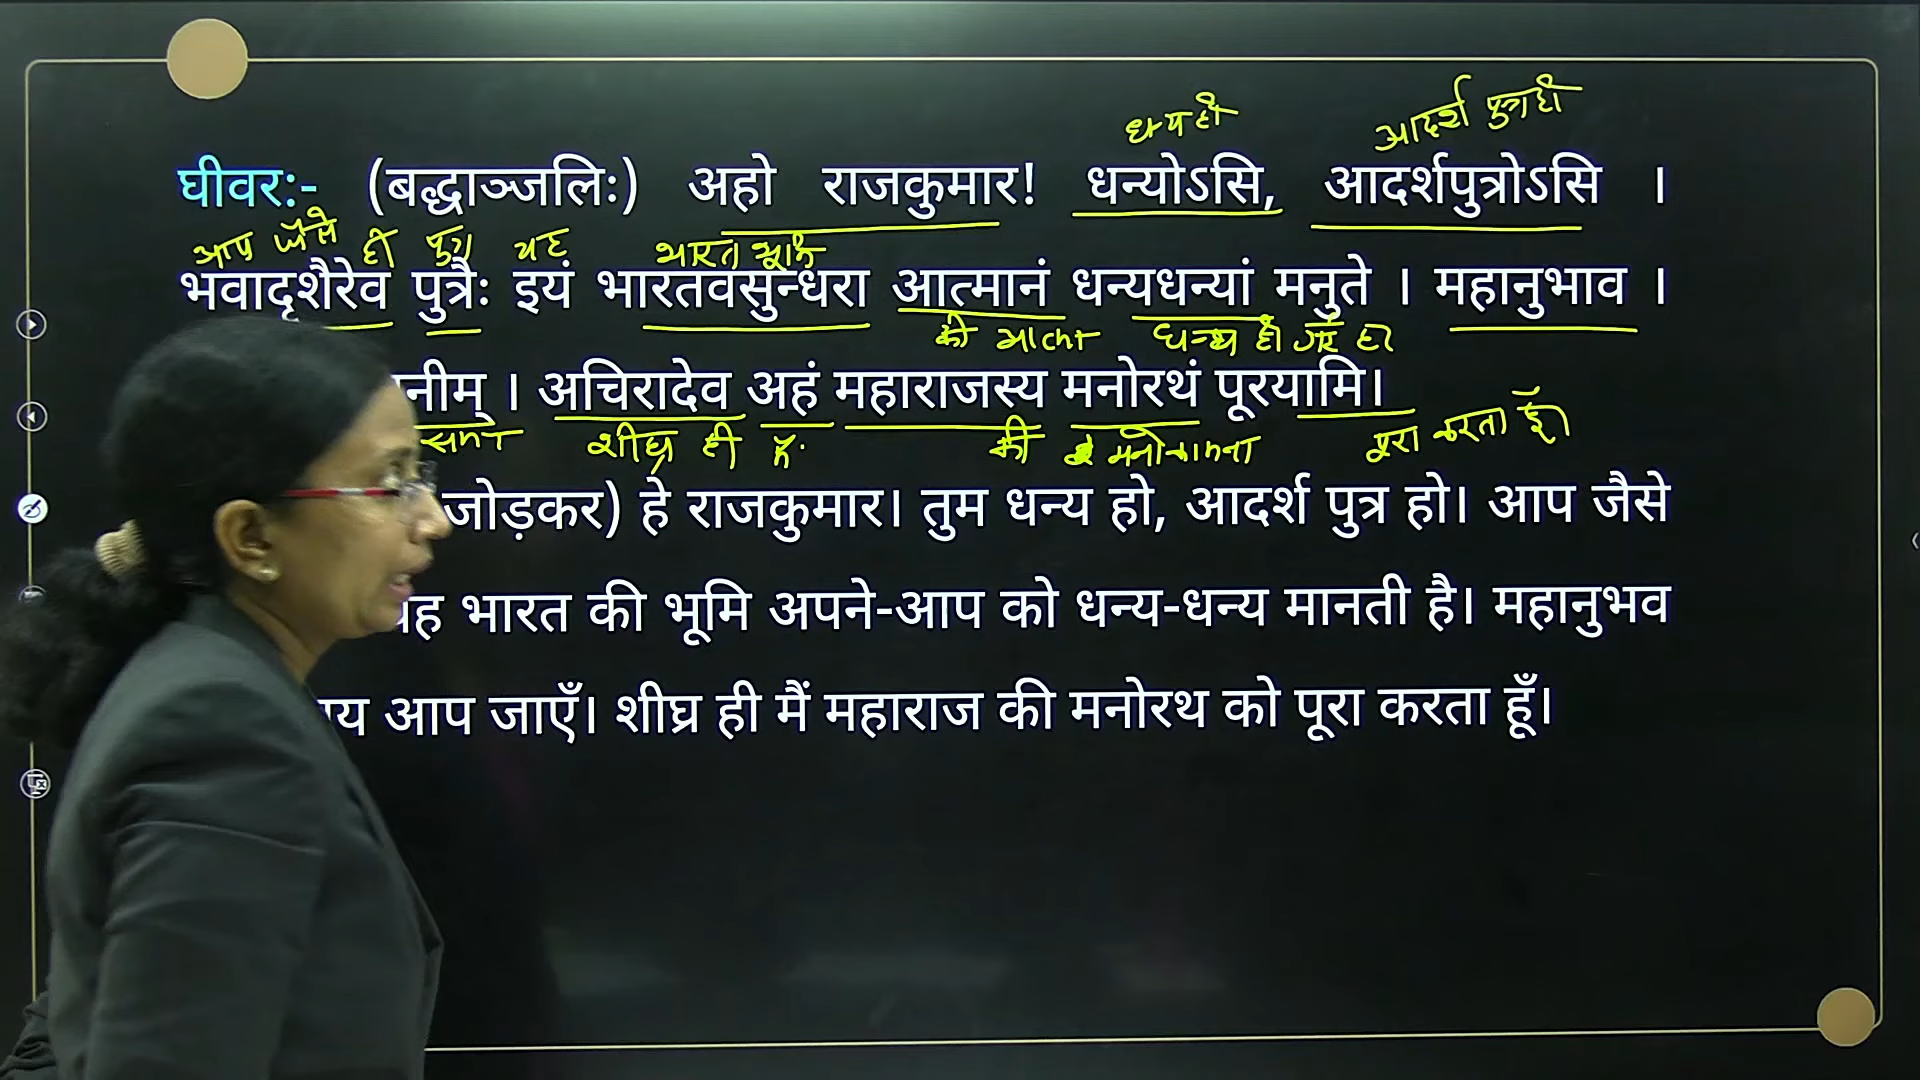 धन्य हो आदर्श पुत्र हो
घीवर:- (बद्धाञ्जलिः) अहो राजकुमार! धन्योऽसि, आदर्शपुत्रोऽसि ।
आप जैसे ही पुत्र यह भारत भूमि
भवादृशैरेव पुत्रैः इयं भारतवसुन्धरा आत्मानं धन्यधन्यां मनुते । महानुभाव ।
की धन्य हो गई हो
नीम् । अचिरादेव अहं महाराजस्य मनोरथं पूरयामि।
शीघ्र ही की मनोकामना पूरा करता हूँ।
जोड़कर) हे राजकुमार। तुम धन्य हो, आदर्श पुत्र हो। आप जैसे
यह भारत की भूमि अपने-आप को धन्य-धन्य मानती है। महानुभव
य आप जाएँ। शीघ्र ही मैं महाराज की मनोरथ को पूरा करता हूँ।